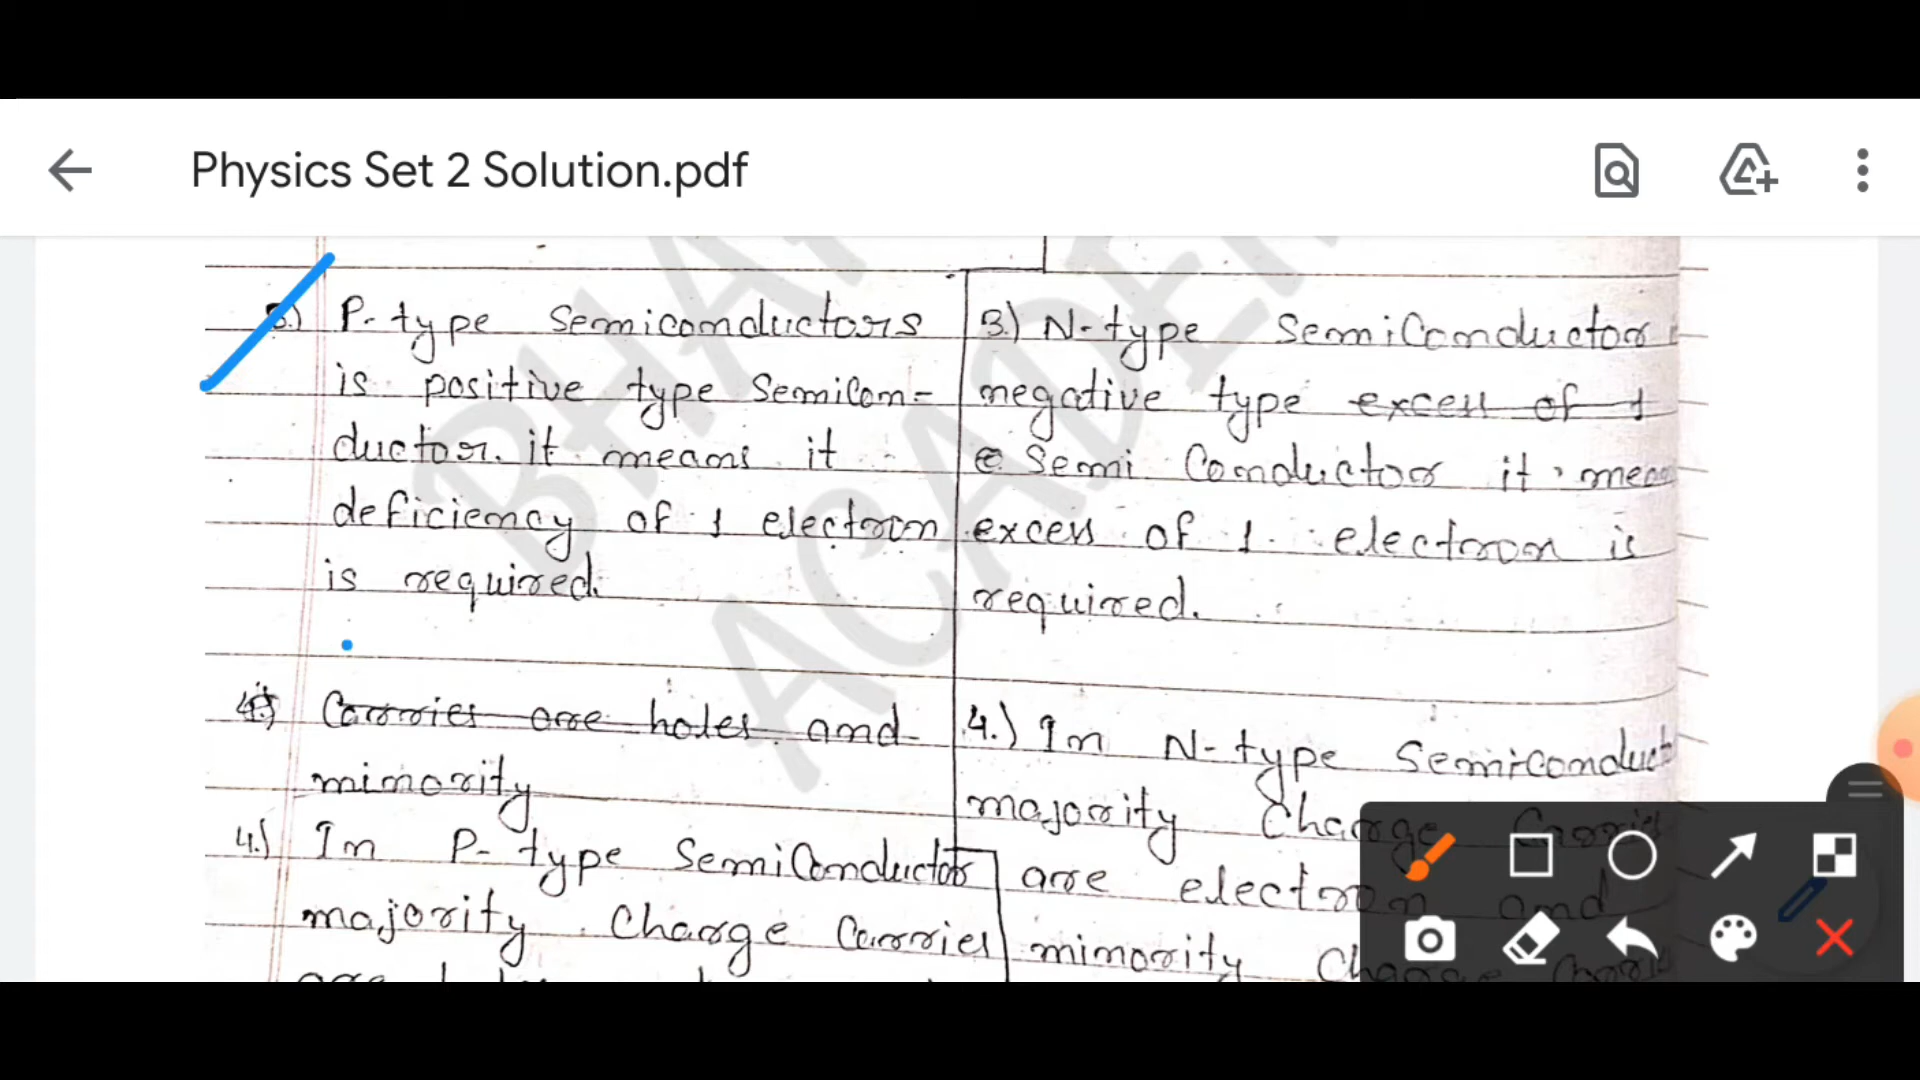 Physics Set 2 Solution.pdf
BHAR
ACADEM
3.) P-type Semiconductors
is positive type Semicon-
ductor. it means it
deficiency of 1 electron
is required.
4.) Carries are holes and
minority
4.) In P-type SemiConductor
majority Charge Carries
3.) N-type SemiConductor
negative type excess of 1
e Semi Conductor it
excess of 1 electron is
required.
4.) In N-type Semiconduct
majority Charge
are electron and
minority Charge